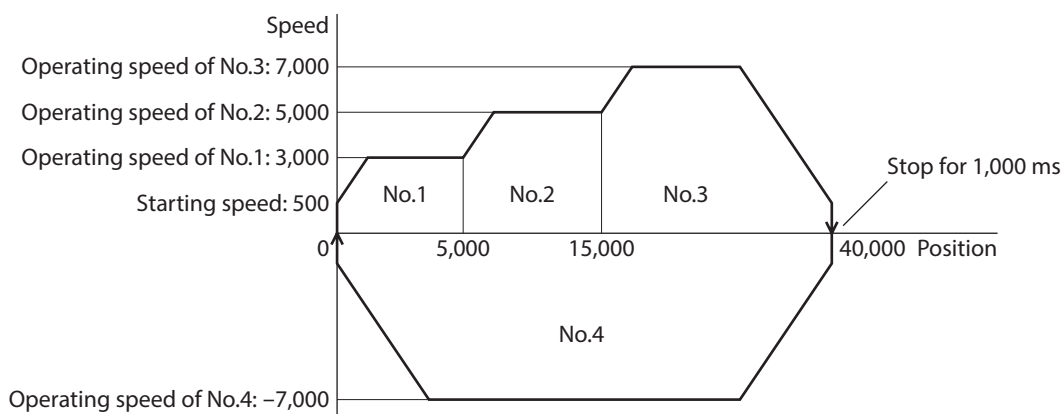 Speed
Operating speed of No.3: 7,000
Operating speed of No.2: 5,000
Operating speed of No.1: 3,000
Stop for 1,000 ms
Starting speed: 500
No.1
No.2
No.3
0
5,000
15,000
40,000 Position
No.4
Operating speed of No.4: –7,000